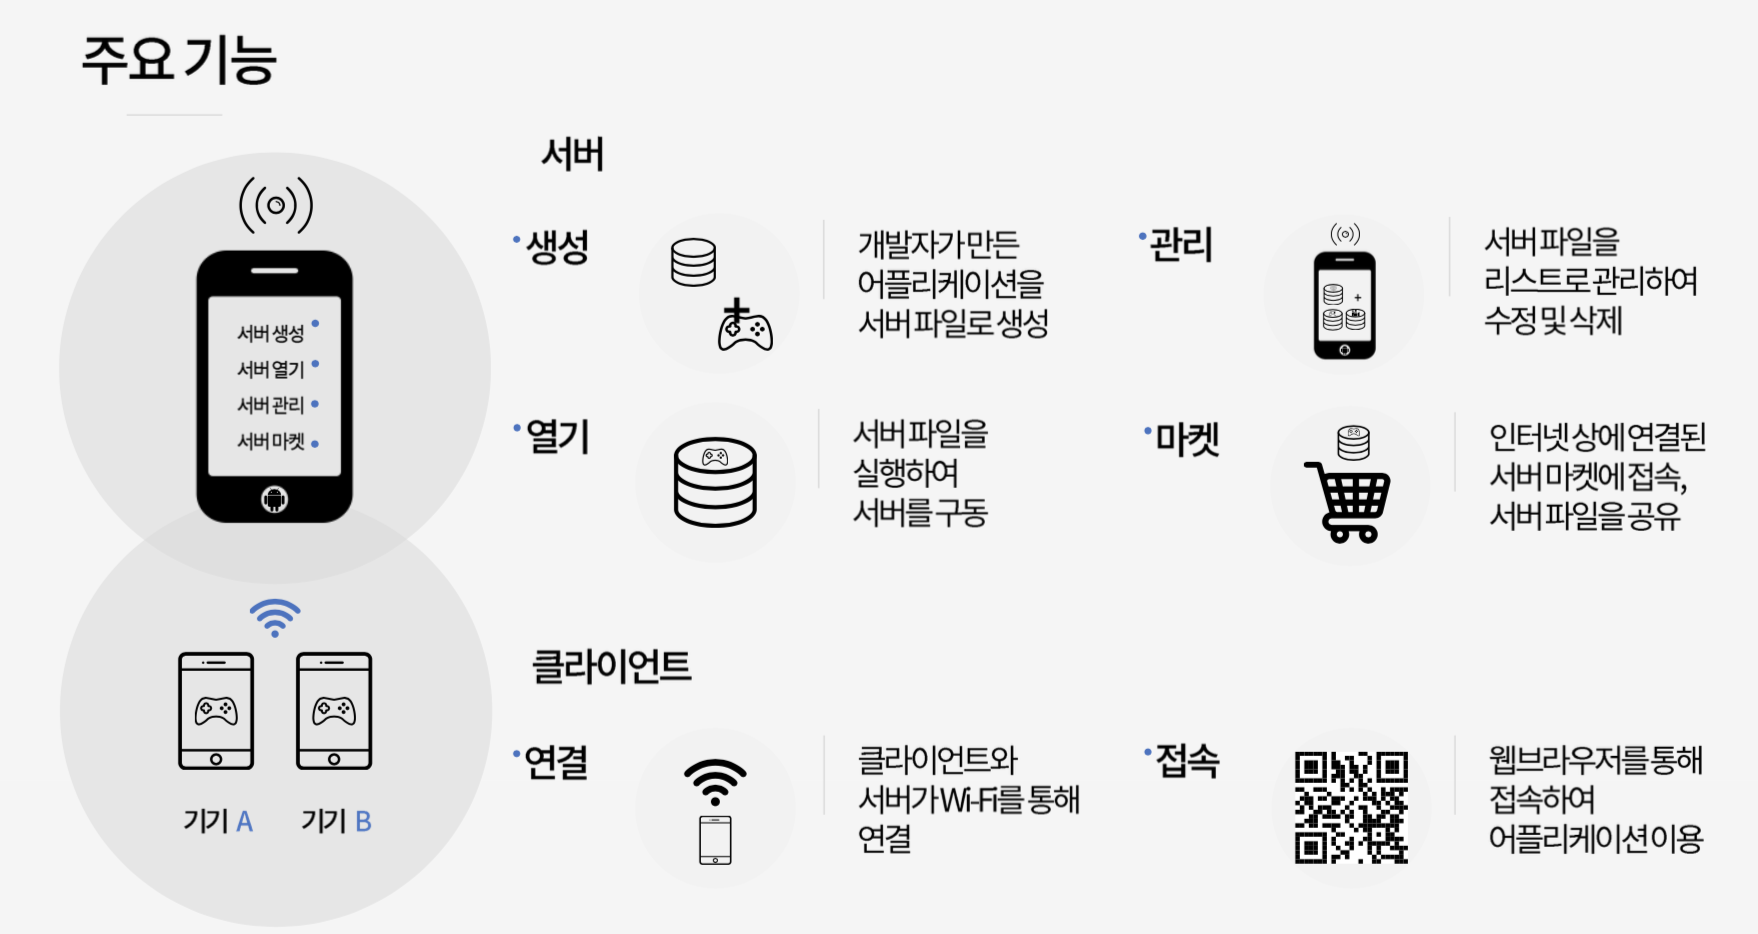 주요 기능
서버 생성
서버 열기
서버 관리
서버 마켓
기기 A
기기 B
서버
생성
개발자가 만든
어플리케이션을
서버 파일로 생성
관리
서버 파일을
리스트로 관리하여
수정 및 삭제
열기
서버 파일을
실행하여
서버를 구동
마켓
인터넷 상에 연결된
서버 마켓에 접속,
서버 파일을 공유
클라이언트
연결
클라이언트와
서버가 Wi-Fi를 통해
연결
접속
웹브라우저를 통해
접속하여
어플리케이션 이용